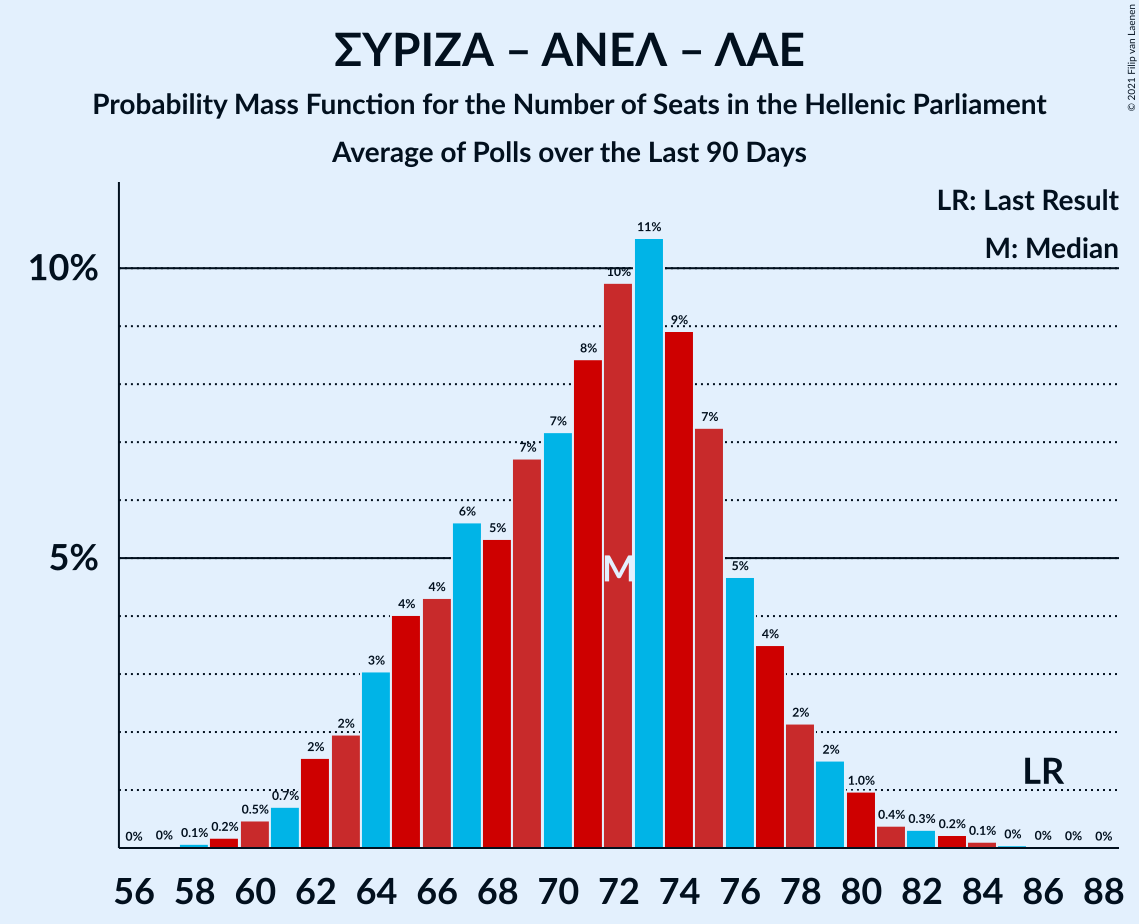 ΣΥΡΙΖΑ – ΑΝΕΛ – ΛΑΕ
Probability Mass Function for the Number of Seats in the Hellenic Parliament
Average of Polls over the Last 90 Days
© 2021 Filip van Laenen
LR: Last Result
M: Median
10%
5%
0% 0% 0.1% 0.2% 0.5% 0.7% 2% 2% 3% 4% 4% 6% 5% 7% 7% 8% 10% 11% 9% 7% 5% 4% 2% 2% 1.0% 0.4% 0.3% 0.2% 0.1% 0% 0% 0% 0%
M
LR
56 58 60 62 64 66 68 70 72 74 76 78 80 82 84 86 88